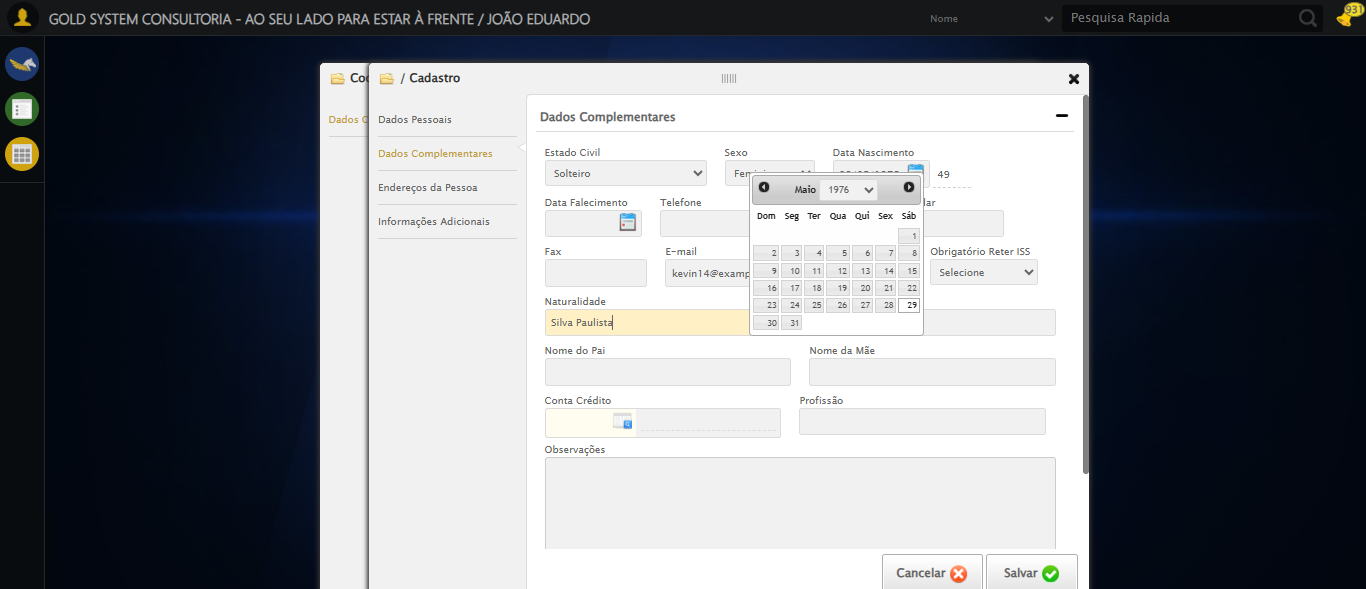 GOLD SYSTEM CONSULTORIA - AO SEU LADO PARA ESTAR À FRENTE / JOÃO EDUARDO
Nome
Pesquisa Rapida
931
/ Cadastro
Dados Pessoais
Dados Complementares
Endereços da Pessoa
Informações Adicionais
Dados Complementares
Estado Civil Sexo Data Nascimento
Solteiro 49
Data Falecimento Telefone
Fax E-mail Obrigatório Reter ISS
kevin14@examp Selecione
Naturalidade
Silva Paulista
Maio 1976
Dom Seg Ter Qua Qui Sex Sáb
1
2 3 4 5 6 7 8
9 10 11 12 13 14 15
16 17 18 19 20 21 22
23 24 25 26 27 28 29
30 31
Nome do Pai Nome da Mãe
Conta Crédito Profissão
Observações
Cancelar Salvar